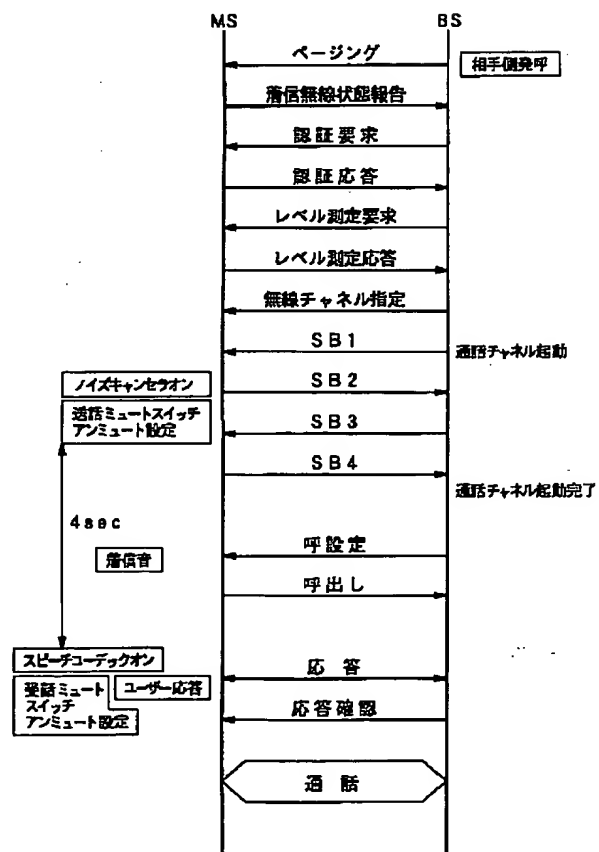 MS
BS
ページング
相手側発呼
着信無線状態報告
認証要求
認証応答
レベル測定要求
レベル測定応答
無線チャネル指定
SB1
通話チャネル起動
ノイズキャンセラオン
SB2
送話ミュートスイッチ
アンミュート設定
SB3
SB4
通話チャネル起動完了
4sec
呼設定
着信音
呼出し
スピーチコーデックオン
応答
受話ミュート
スイッチ
アンミュート設定
ユーザー応答
応答確認
通話